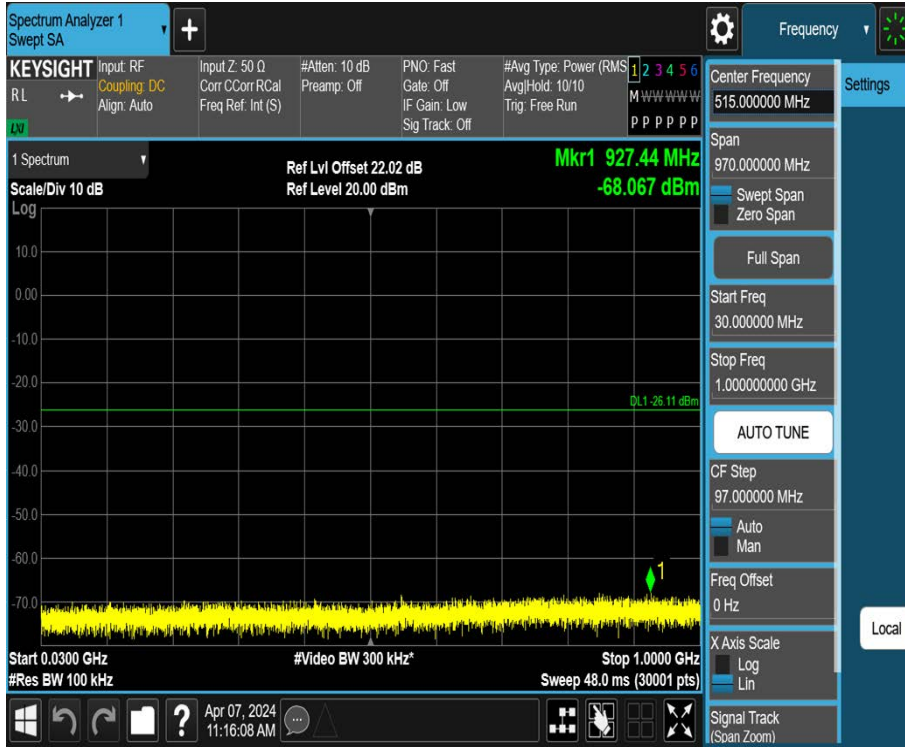 Spectrum Analyzer 1
Swept SA
+
Frequency
KEYSIGHT
RL
LXI
Input: RF
Coupling: DC
Align: Auto
Input Z: 50 Ω
Corr CCorr RCal
Freq Ref: Int (S)
#Atten: 10 dB
Preamp: Off
PNO: Fast
Gate: Off
IF Gain: Low
Sig Track: Off
#Avg Type: Power (RMS
Avg|Hold: 10/10
Trig: Free Run
1 2 3 4 5 6
M W W W W W
P P P P P P
1 Spectrum
Scale/Div 10 dB
Log
Ref Lvl Offset 22.02 dB
Ref Level 20.00 dBm
Mkr1 927.44 MHz
-68.067 dBm
10.0
0.00
-10.0
-20.0
DL1 -26.11 dBm
-30.0
-40.0
-50.0
-60.0
1
-70.0
Start 0.0300 GHz
#Res BW 100 kHz
#Video BW 300 kHz*
Stop 1.0000 GHz
Sweep 48.0 ms (30001 pts)
?
Apr 07, 2024
11:16:08 AM
Center Frequency
515.000000 MHz
Span
970.000000 MHz
Swept Span
Zero Span
Full Span
Start Freq
30.000000 MHz
Stop Freq
1.000000000 GHz
AUTO TUNE
CF Step
97.000000 MHz
Auto
Man
Freq Offset
0 Hz
X Axis Scale
Log
Lin
Signal Track
(Span Zoom)
Settings
Local